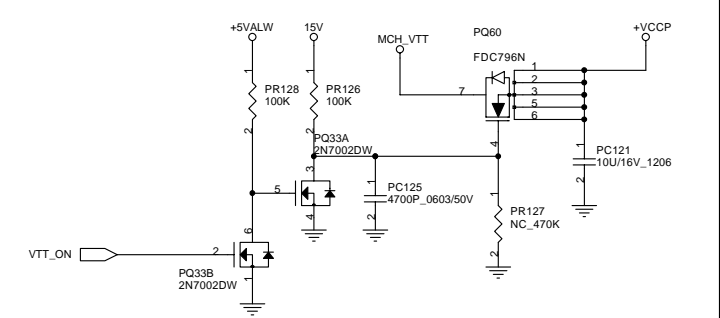 +5VALW
15V
MCH_VTT
PQ60
FDC796N
+VCCP
1
2
3
5
6
7
4
1
PR128
100K
2
1
PR126
100K
2
PQ33A
2N7002DW
3
5
4
1
PC125
4700P_0603/50V
2
1
PC121
10U/16V_1206
2
1
PR127
NC_470K
2
VTT_ON
2
6
1
PQ33B
2N7002DW